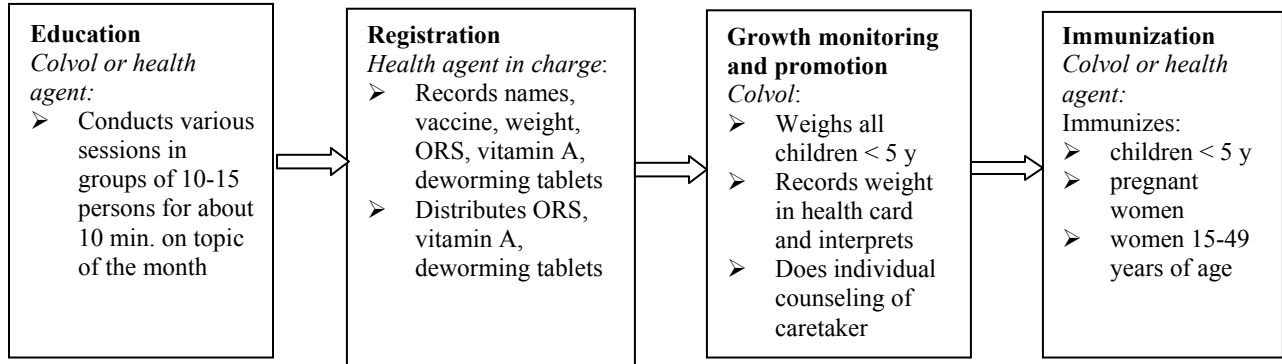 Education
Colvol or health
agent:
➢ Conducts various
sessions in
groups of 10-15
persons for about
10 min. on topic
of the month
Registration
Health agent in charge:
➢ Records names,
vaccine, weight,
ORS, vitamin A,
deworming tablets
➢ Distributes ORS,
vitamin A,
deworming tablets
Growth monitoring
and promotion
Colvol:
➢ Weighs all
children < 5 y
➢ Records weight
in health card
and interprets
➢ Does individual
counseling of
caretaker
Immunization
Colvol or health
agent:
Immunizes:
➢ children < 5 y
➢ pregnant
women
➢ women 15-49
years of age